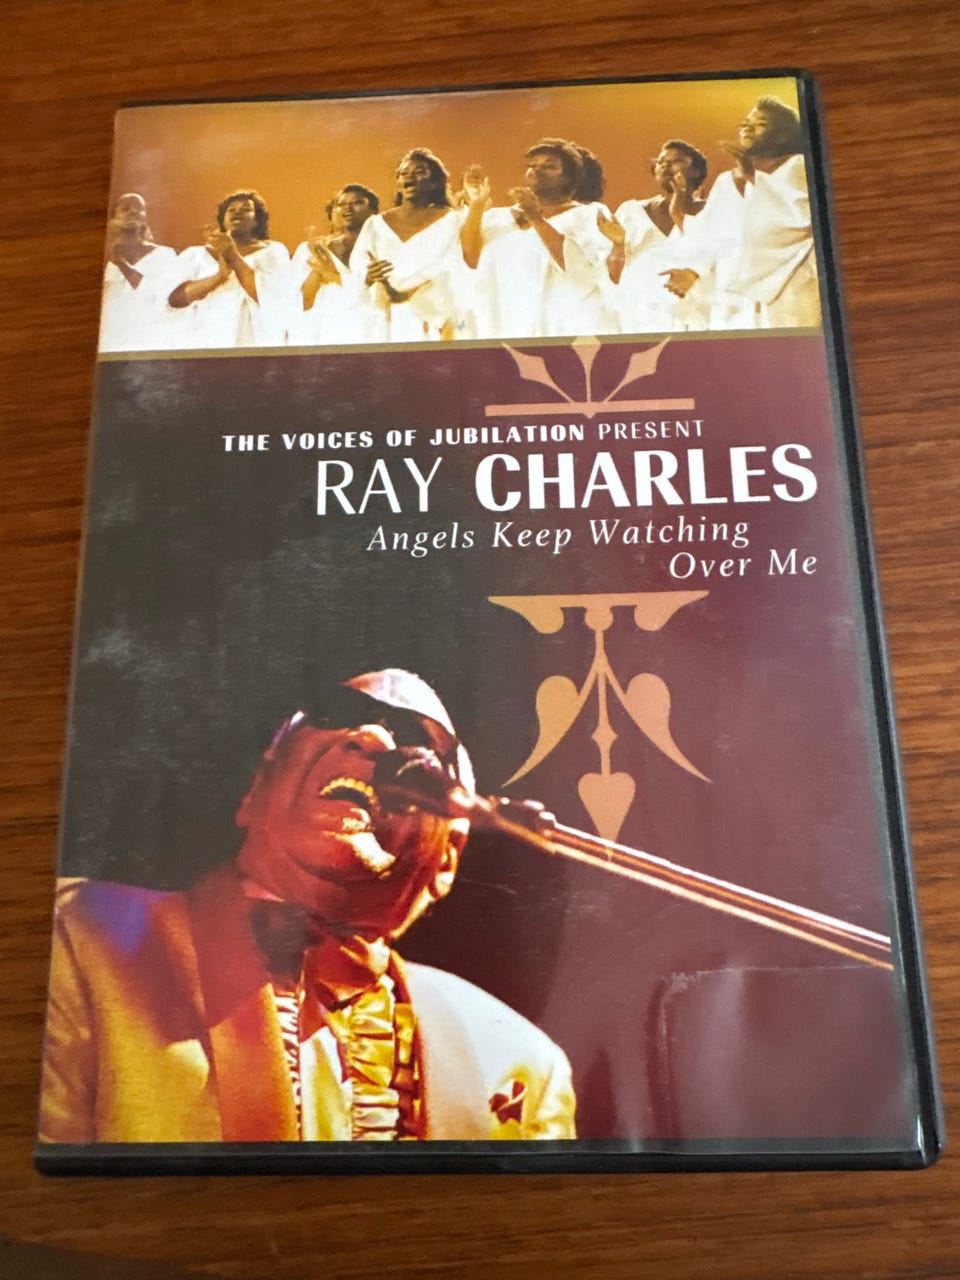 THE VOICES OF JUBILATION PRESENT
RAY CHARLES
Angels Keep Watching
Over Me